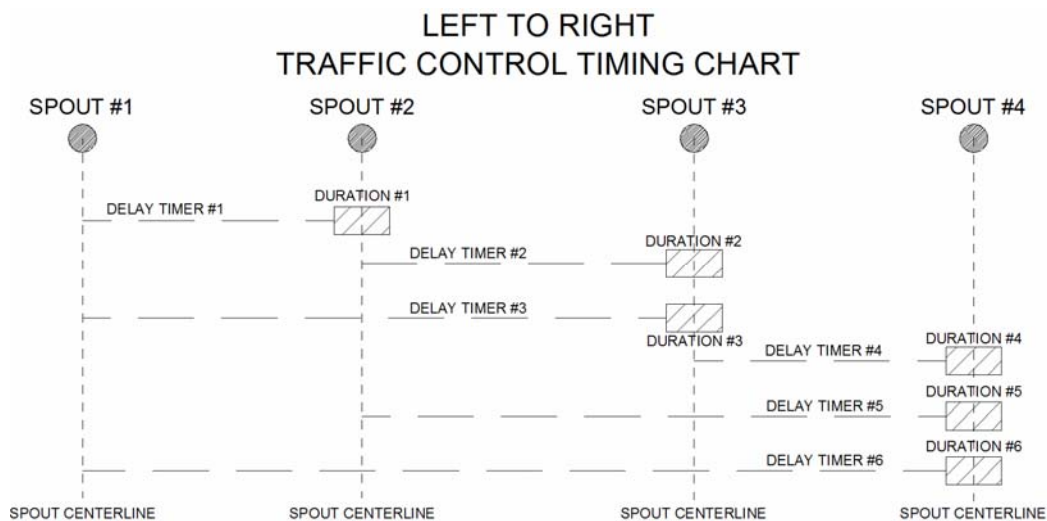 LEFT TO RIGHT
TRAFFIC CONTROL TIMING CHART
SPOUT #1 SPOUT #2 SPOUT #3 SPOUT #4
DURATION #1
DELAY TIMER #1
DURATION #2
DELAY TIMER #2
DELAY TIMER #3
DURATION #3 DURATION #4
DELAY TIMER #4
DURATION #5
DELAY TIMER #5
DURATION #6
DELAY TIMER #6
SPOUT CENTERLINE SPOUT CENTERLINE SPOUT CENTERLINE SPOUT CENTERLINE